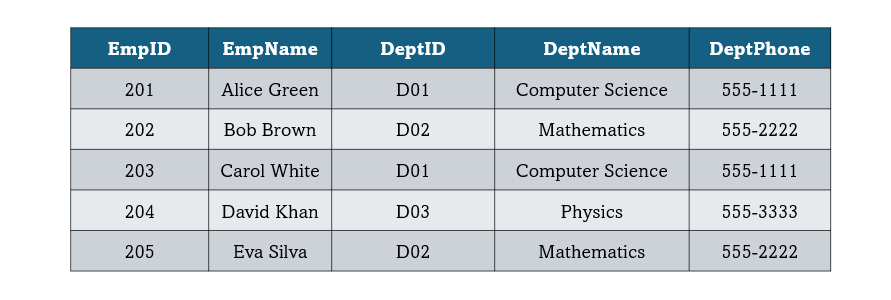 EmpID EmpName DeptID DeptName DeptPhone
201 Alice Green D01 Computer Science 555-1111
202 Bob Brown D02 Mathematics 555-2222
203 Carol White D01 Computer Science 555-1111
204 David Khan D03 Physics 555-3333
205 Eva Silva D02 Mathematics 555-2222